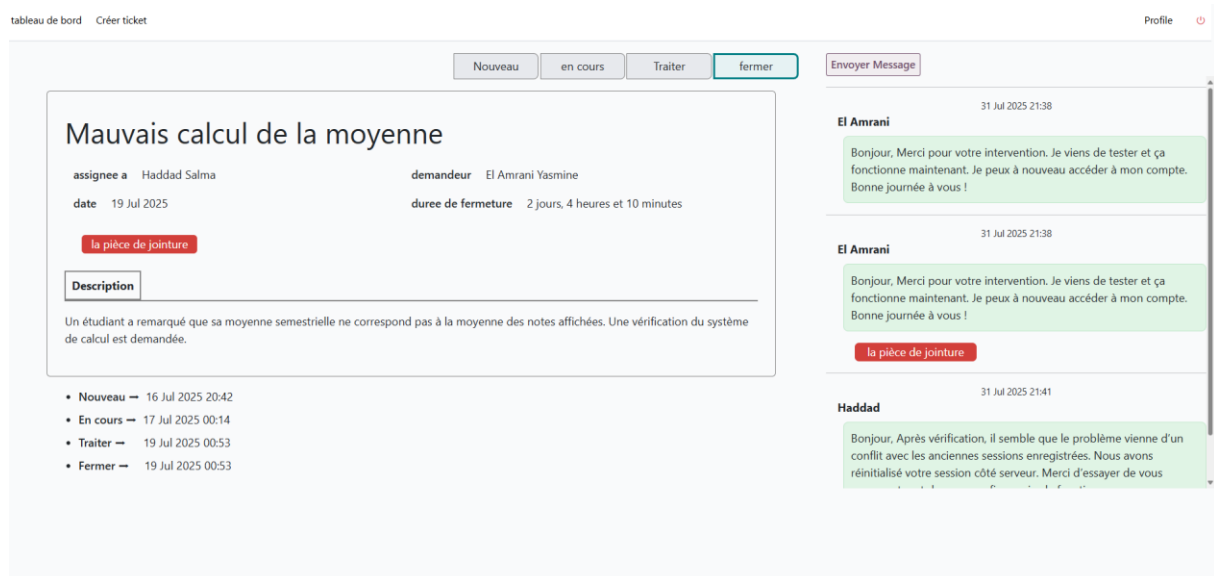 tableau de bord Créer ticket Profile
Nouveau en cours Traiter fermer
Mauvais calcul de la moyenne
assignee a Haddad Salma demandeur El Amrani Yasmine
date 19 Jul 2025 duree de fermeture 2 jours, 4 heures et 10 minutes
la pièce de jointure
Description
Un étudiant a remarqué que sa moyenne semestrielle ne correspond pas à la moyenne des notes affichées. Une vérification du système
de calcul est demandée.
• Nouveau ➞ 16 Jul 2025 20:42
• En cours ➞ 17 Jul 2025 00:14
• Traiter ➞ 19 Jul 2025 00:53
• Fermer ➞ 19 Jul 2025 00:53
Envoyer Message
31 Jul 2025 21:38
El Amrani
Bonjour, Merci pour votre intervention. Je viens de tester et ça
fonctionne maintenant. Je peux à nouveau accéder à mon compte.
Bonne journée à vous !
31 Jul 2025 21:38
El Amrani
Bonjour, Merci pour votre intervention. Je viens de tester et ça
fonctionne maintenant. Je peux à nouveau accéder à mon compte.
Bonne journée à vous !
la pièce de jointure
31 Jul 2025 21:41
Haddad
Bonjour, Après vérification, il semble que le problème vienne d'un
conflit avec les anciennes sessions enregistrées. Nous avons
réinitialisé votre session côté serveur. Merci d'essayer de vous